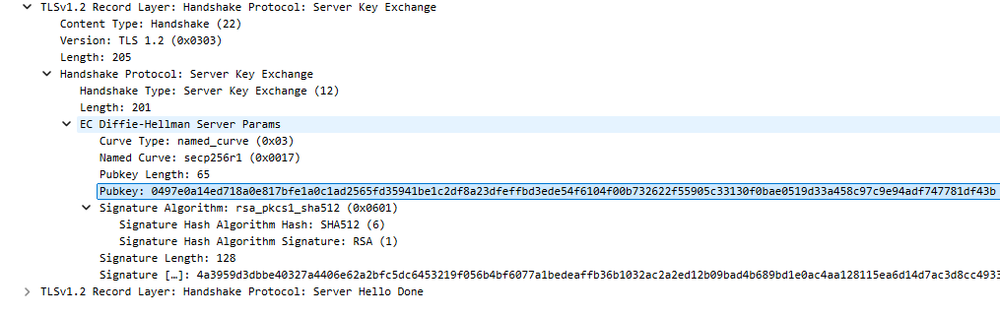 TLSv1.2 Record Layer: Handshake Protocol: Server Key Exchange
Content Type: Handshake (22)
Version: TLS 1.2 (0x0303)
Length: 205
Handshake Protocol: Server Key Exchange
Handshake Type: Server Key Exchange (12)
Length: 201
EC Diffie-Hellman Server Params
Curve Type: named_curve (0x03)
Named Curve: secp256r1 (0x0017)
Pubkey Length: 65
Pubkey: 0497e0a14ed718a0e817bfe1a0c1ad2565fd35941be1c2df8a23dfeffbd3ede54f6104f00b732622f55905c33130f0bae0519d33a458c97c9e94adf747781df43b
Signature Algorithm: rsa_pkcs1_sha512 (0x0601)
Signature Hash Algorithm Hash: SHA512 (6)
Signature Hash Algorithm Signature: RSA (1)
Signature Length: 128
Signature […]: 4a3959d3dbbe40327a4406e62a2bfc5dc6453219f056b4bf6077a1bedeaffb36b1032ac2a2ed12b09bad4b689bd1e0ac4aa128115ea6d14d7ac3d8cc4933
TLSv1.2 Record Layer: Handshake Protocol: Server Hello Done